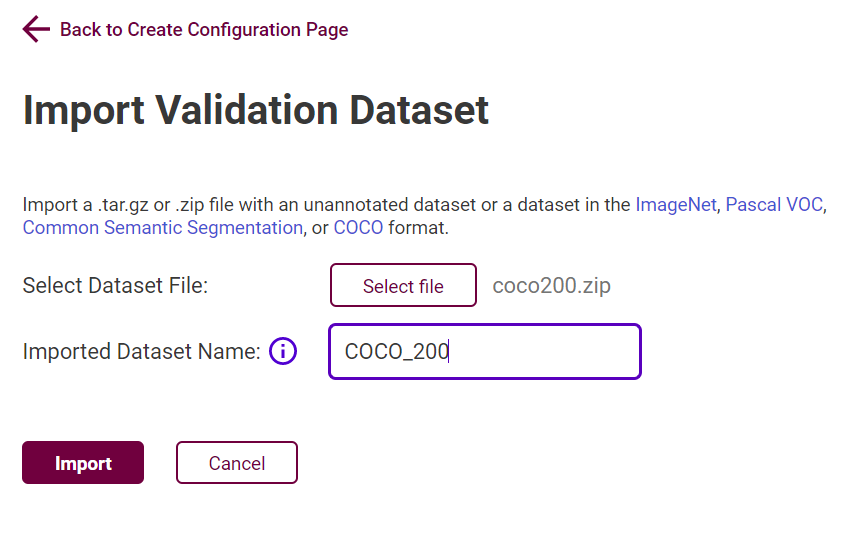 Back to Create Configuration Page
Import Validation Dataset
Import a .tar.gz or .zip file with an unannotated dataset or a dataset in the ImageNet, Pascal VOC,
Common Semantic Segmentation, or COCO format.
Select Dataset File: Select file coco200.zip
Imported Dataset Name: i COCO_200
Import Cancel